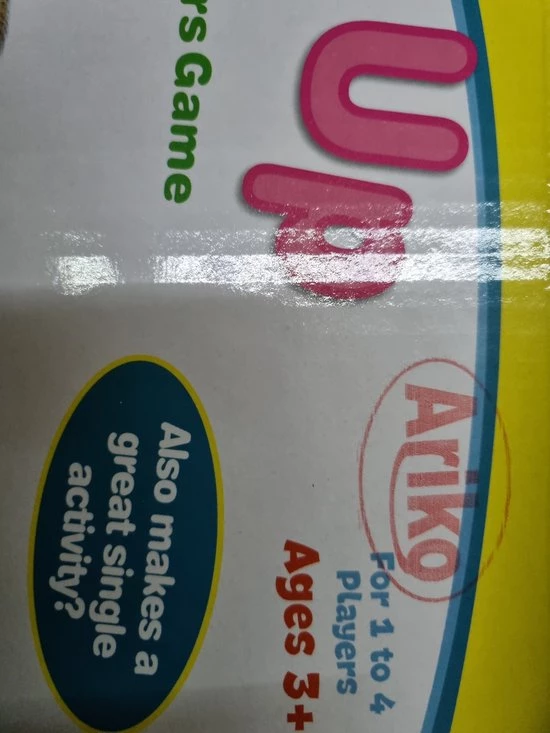 Up
rs Game
Ariko
For 1 to 4
Players
Ages 3+
Also makes a
great single
activity?